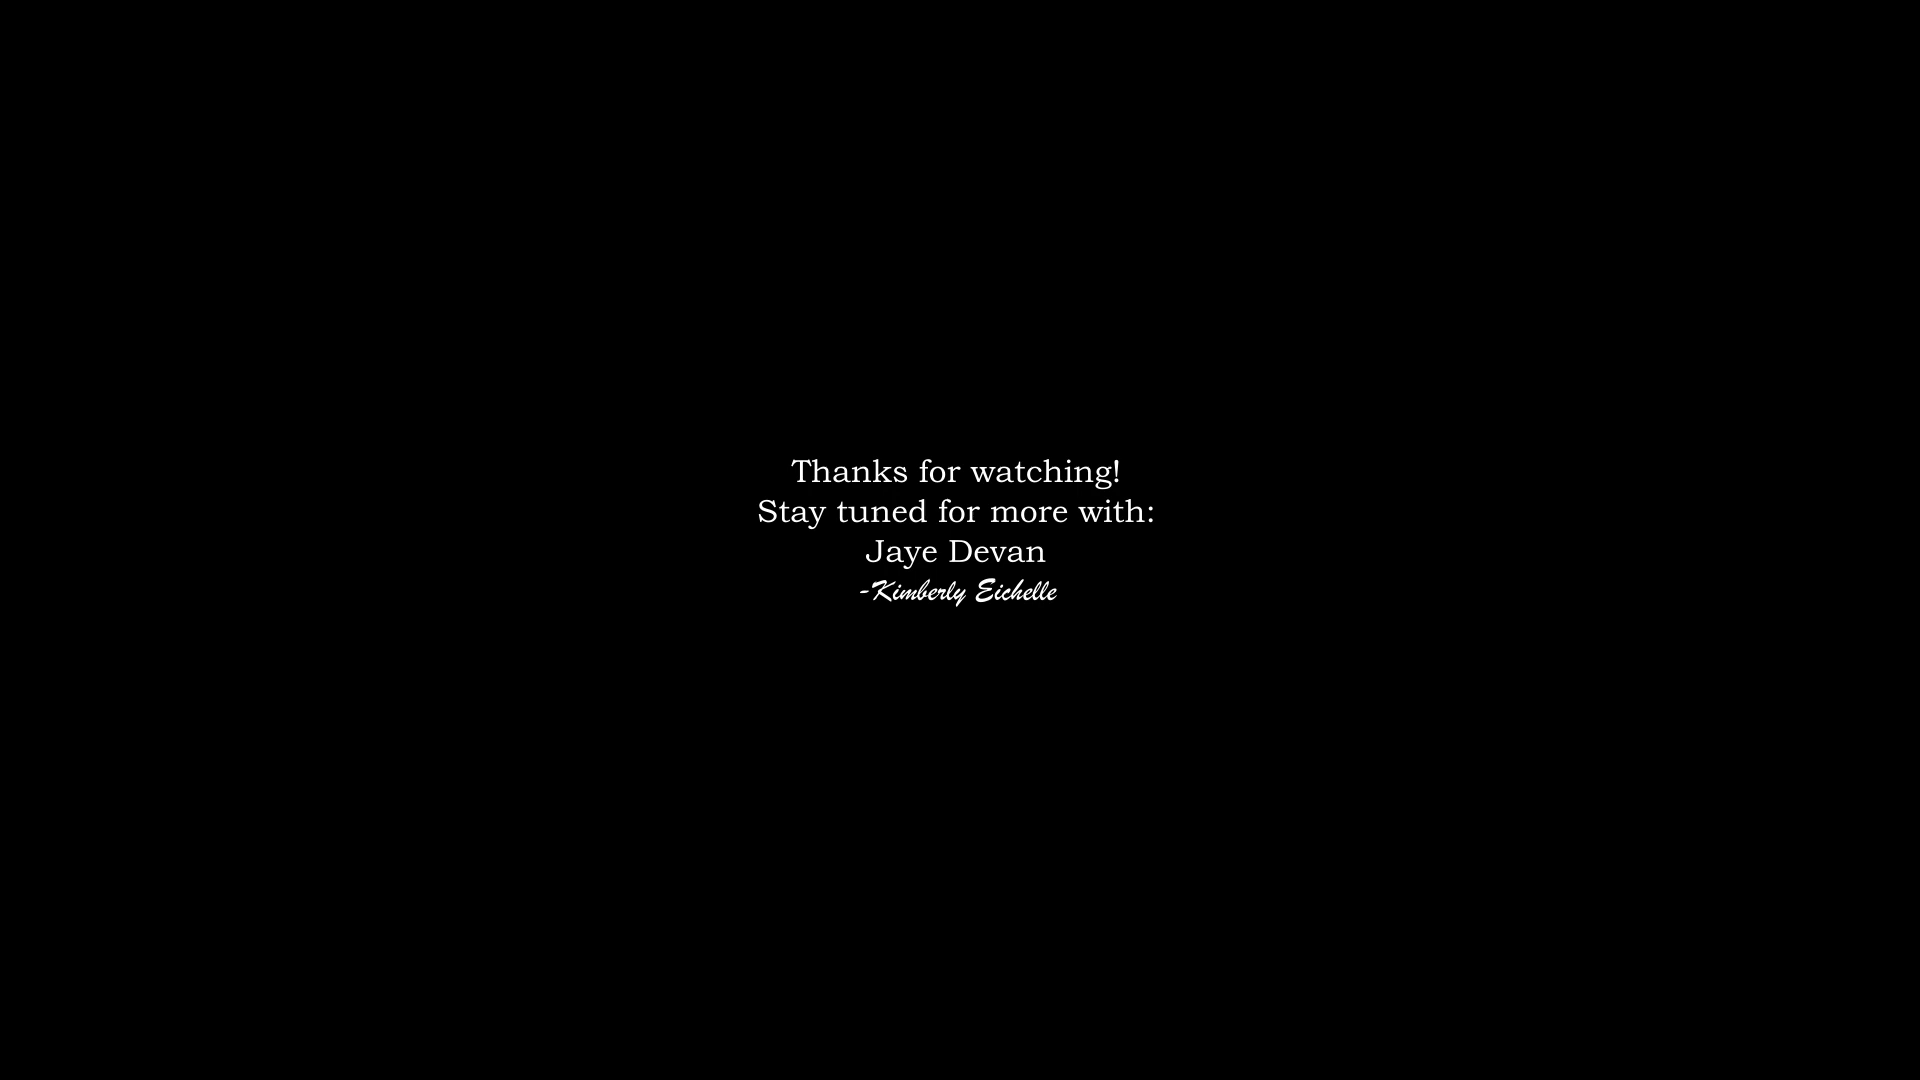 Thanks for watching!
Stay tuned for more with:
Jaye Devan
-Kimberly Eichelle